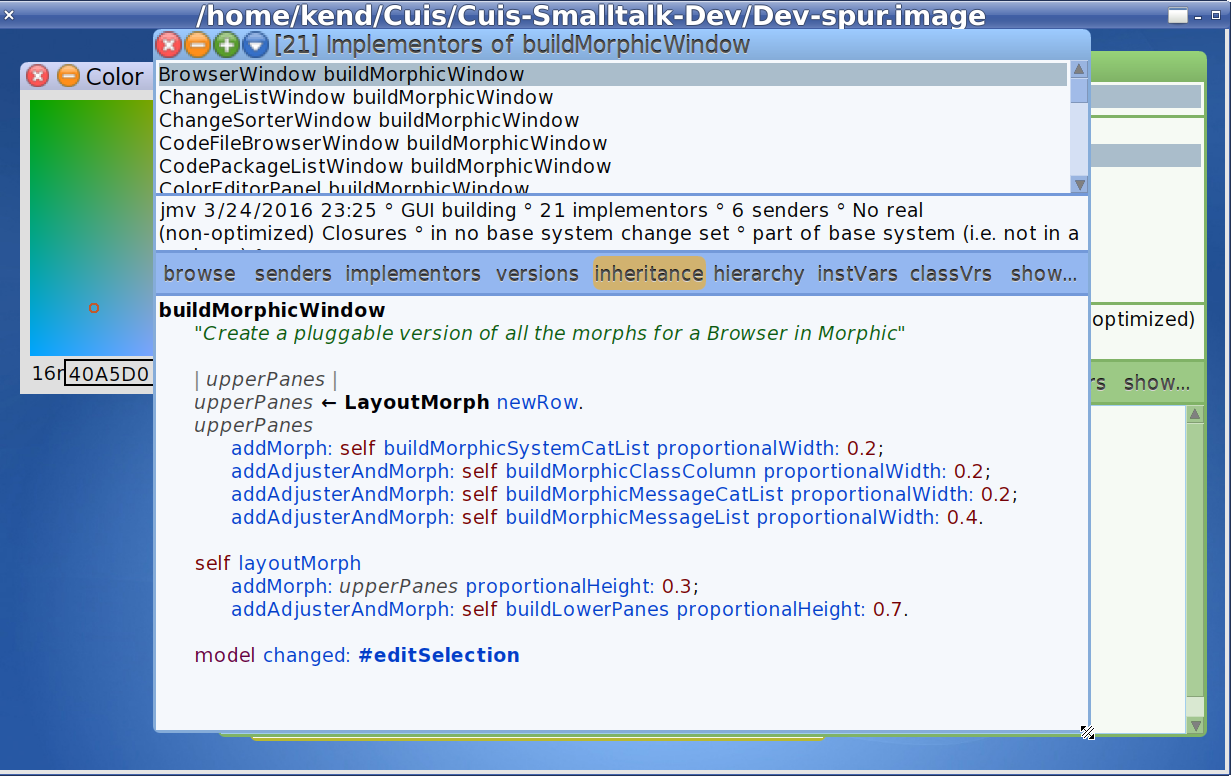 /home/kend/Cuis/Cuis-Smalltalk-Dev/Dev-spur.image
[21] Implementors of buildMorphicWindow
Color
BrowserWindow buildMorphicWindow
ChangeListWindow buildMorphicWindow
ChangeSorterWindow buildMorphicWindow
CodeFileBrowserWindow buildMorphicWindow
CodePackageListWindow buildMorphicWindow
ColorEditorPanel buildMorphicWindow
jmv 3/24/2016 23:25 ° GUI building ° 21 implementors ° 6 senders ° No real
(non-optimized) Closures ° in no base system change set ° part of base system (i.e. not in a
browse senders implementors versions inheritance hierarchy instVars classVrs show...
buildMorphicWindow
"Create a pluggable version of all the morphs for a Browser in Morphic"
| upperPanes |
upperPanes ← LayoutMorph newRow.
upperPanes
addMorph: self buildMorphicSystemCatList proportionalWidth: 0.2;
addAdjusterAndMorph: self buildMorphicClassColumn proportionalWidth: 0.2;
addAdjusterAndMorph: self buildMorphicMessageCatList proportionalWidth: 0.2;
addAdjusterAndMorph: self buildMorphicMessageList proportionalWidth: 0.4.
self layoutMorph
addMorph: upperPanes proportionalHeight: 0.3;
addAdjusterAndMorph: self buildLowerPanes proportionalHeight: 0.7.
model changed: #editSelection
16r 40A5D0
optimized)
rs show...